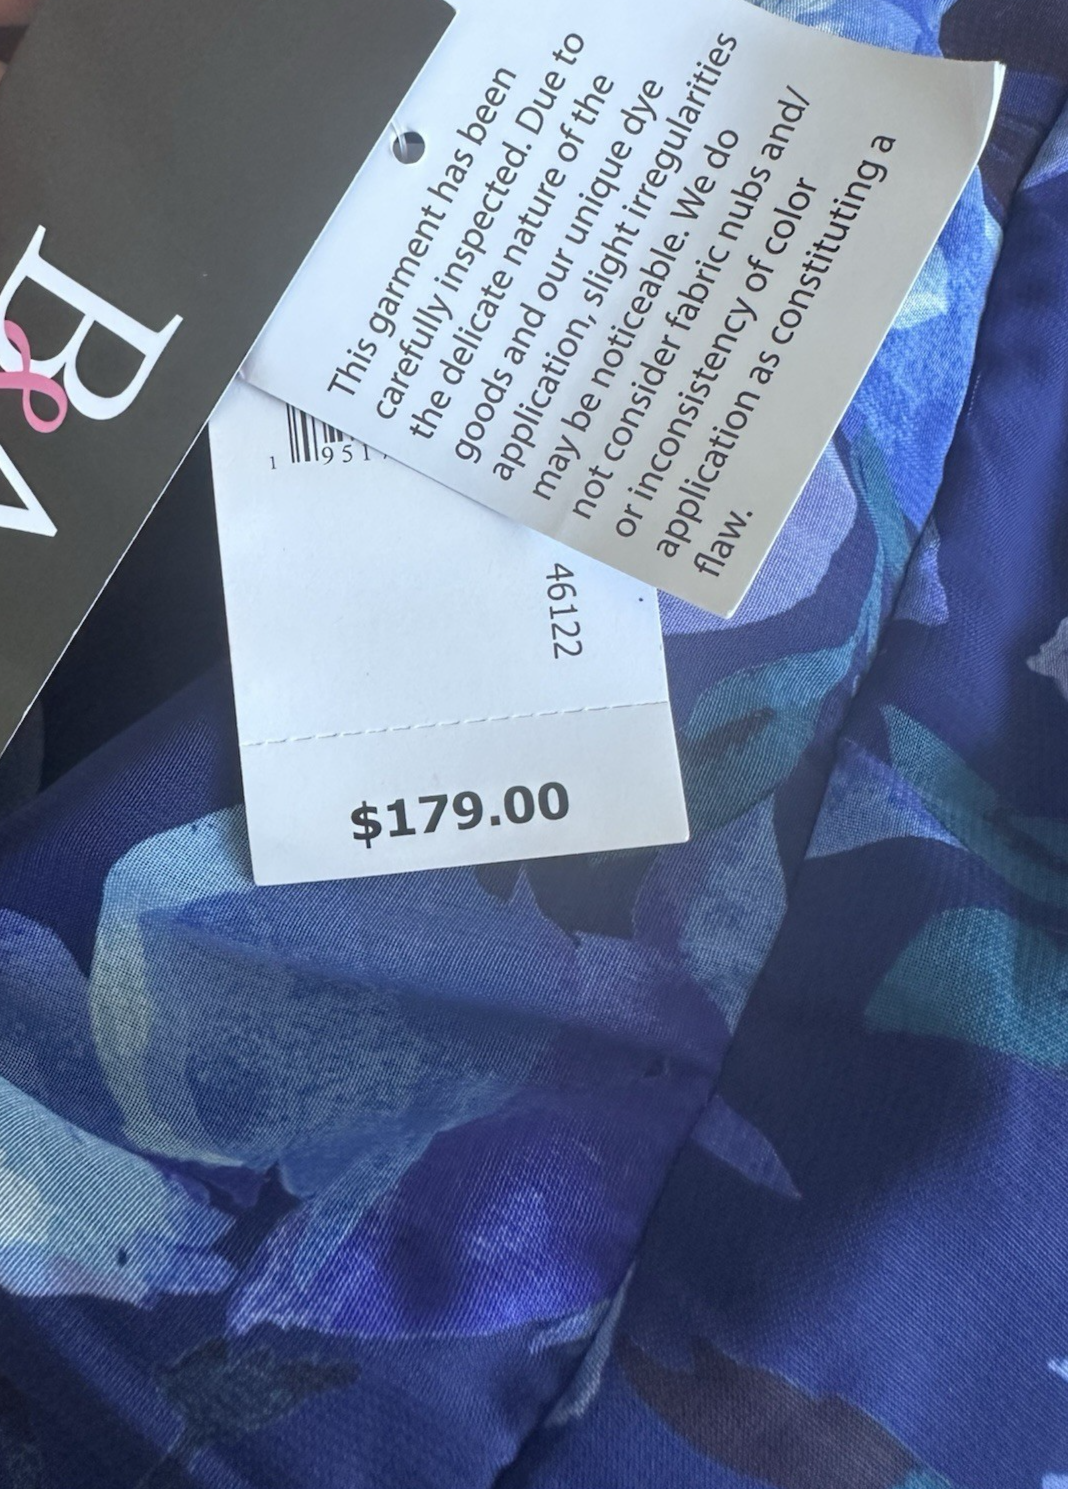 B&A
This garment has been
carefully inspected. Due to
the delicate nature of the
goods and our unique dye
application, slight irregularities
may be noticeable. We do
not consider fabric nubs and/
or inconsistency of color
application as constituting a
flaw.
1 951
46122
$179.00